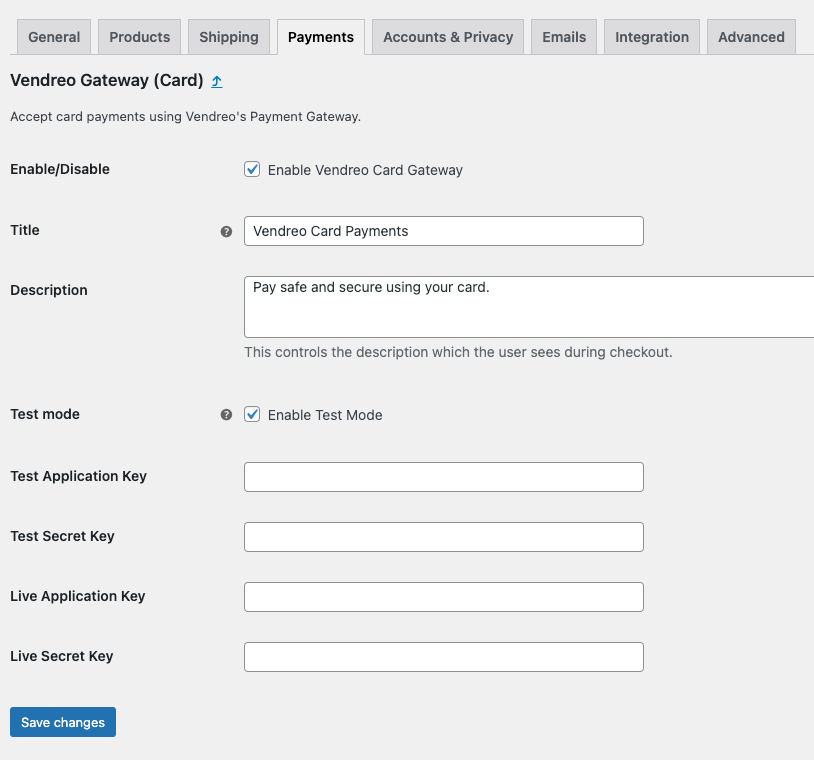 General Products Shipping Payments Accounts & Privacy Emails Integration Advanced
Vendreo Gateway (Card)
Accept card payments using Vendreo's Payment Gateway.
Enable/Disable Enable Vendreo Card Gateway
Title ? Vendreo Card Payments
Description Pay safe and secure using your card.
This controls the description which the user sees during checkout.
Test mode ? Enable Test Mode
Test Application Key
Test Secret Key
Live Application Key
Live Secret Key
Save changes